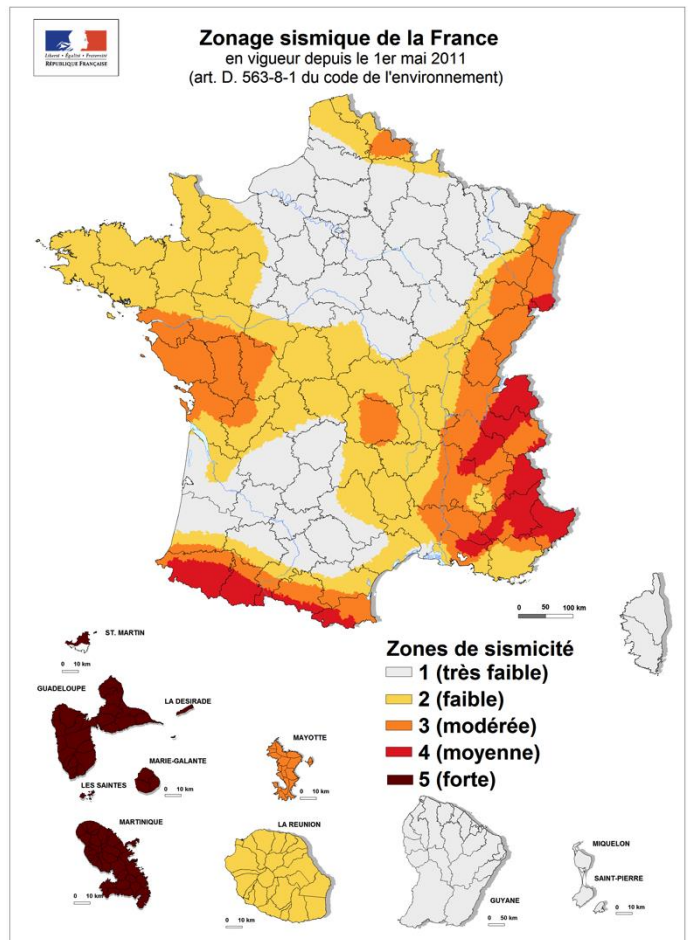 Zonage sismique de la France
en vigueur depuis le 1er mai 2011
(art. D. 563-8-1 du code de l'environnement)
Liberté • Égalité • Fraternité
RÉPUBLIQUE FRANÇAISE
0 50 100 km
ST. MARTIN
0 10 km
GUADELOUPE
LA DESIRADE
MARIE-GALANTE
0 10 km
LES SAINTES
MARTINIQUE
0 10 km
MAYOTTE
0 10 km
LA REUNION
0 10 km
Zones de sismicité
1 (très faible)
2 (faible)
3 (modérée)
4 (moyenne)
5 (forte)
GUYANE
0 50 km
MIQUELON
SAINT-PIERRE
0 10 km